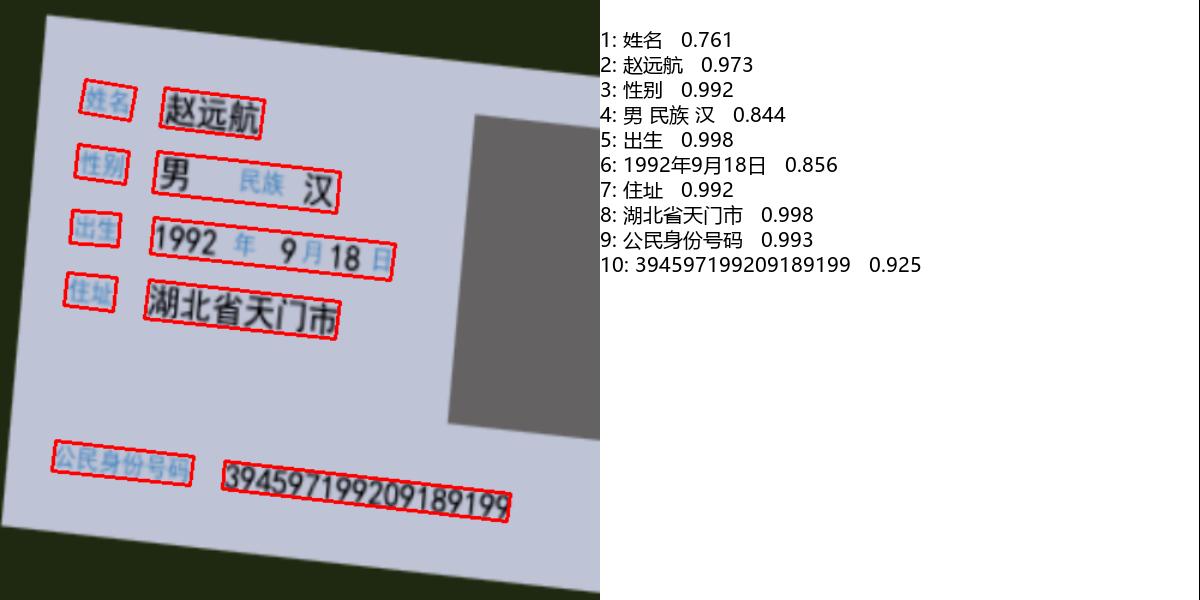 姓名 赵远航
性别 男 民族 汉
出生 1992 年 9 月 18 日
住址 湖北省天门市
公民身份号码 394597199209189199
1: 姓名 0.761
2: 赵远航 0.973
3: 性别 0.992
4: 男 民族 汉 0.844
5: 出生 0.998
6: 1992年9月18日 0.856
7: 住址 0.992
8: 湖北省天门市 0.998
9: 公民身份号码 0.993
10: 394597199209189199 0.925